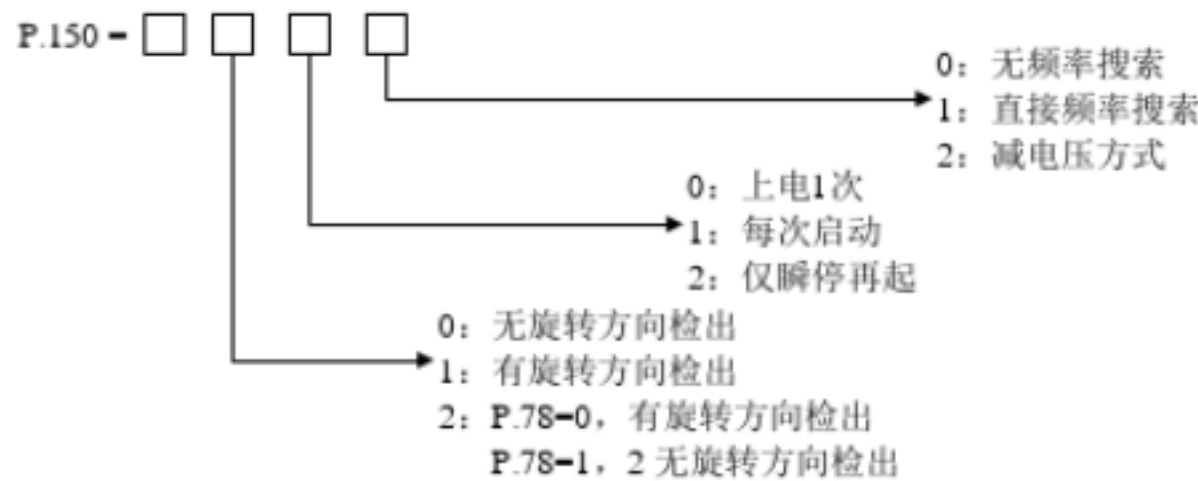 P.150 = □ □ □ □
0：无频率搜索
1：直接频率搜索
2：减电压方式
0：上电1次
1：每次启动
2：仅瞬停再起
0：无旋转方向检出
1：有旋转方向检出
2：P.78=0，有旋转方向检出
P.78=1，2 无旋转方向检出